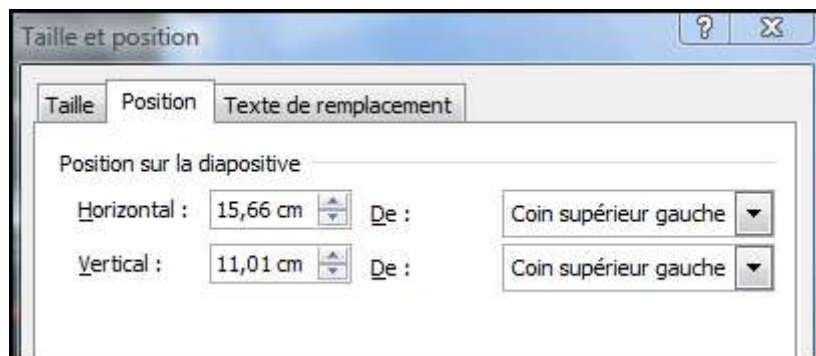 Taille et position
Taille Position Texte de remplacement
Position sur la diapositive
Horizontal : 15,66 cm De : Coin supérieur gauche
Vertical : 11,01 cm De : Coin supérieur gauche